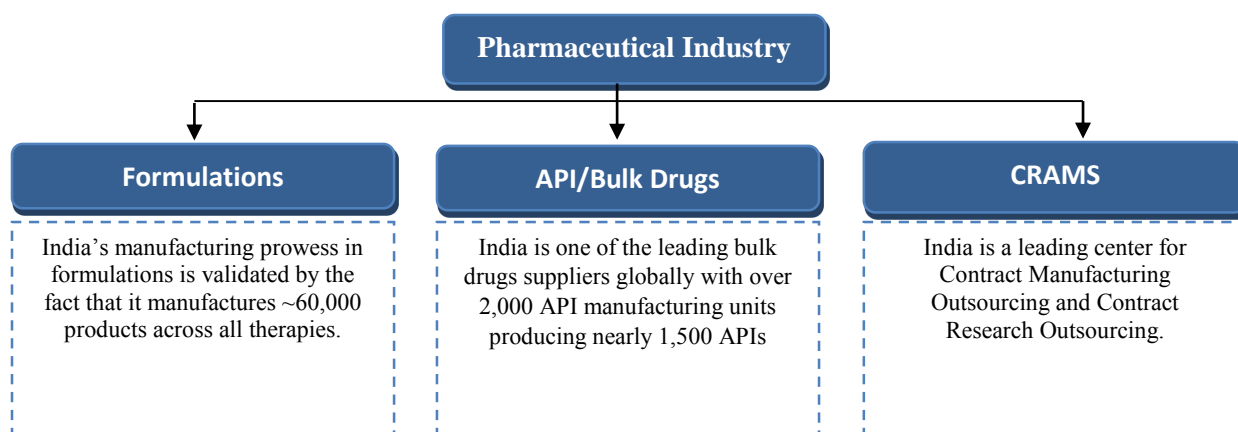 Pharmaceutical Industry
Formulations
India’s manufacturing prowess in
formulations is validated by the
fact that it manufactures ~60,000
products across all therapies.
API/Bulk Drugs
India is one of the leading bulk
drugs suppliers globally with over
2,000 API manufacturing units
producing nearly 1,500 APIs
CRAMS
India is a leading center for
Contract Manufacturing
Outsourcing and Contract
Research Outsourcing.